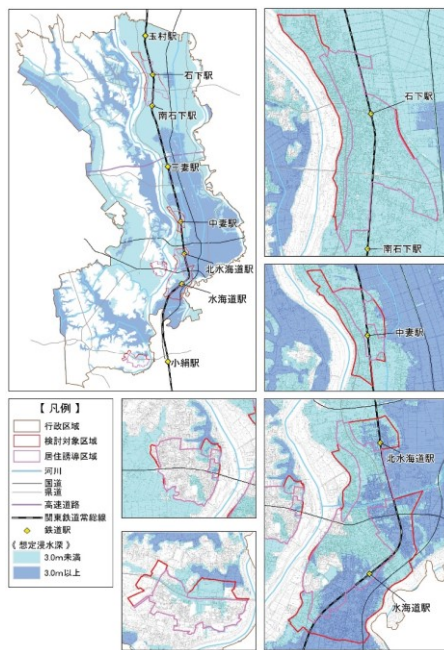 玉村駅
石下駅
南石下駅
三妻駅
中妻駅
北水海道駅
水海道駅
小絹駅
石下駅
南石下駅
中妻駅
【 凡例 】
行政区域
検討対象区域
居住誘導区域
河川
国道
県道
高速道路
関東鉄道常総線
鉄道駅
《 想定浸水深 》
3.0m未満
3.0m以上
北水海道駅
水海道駅